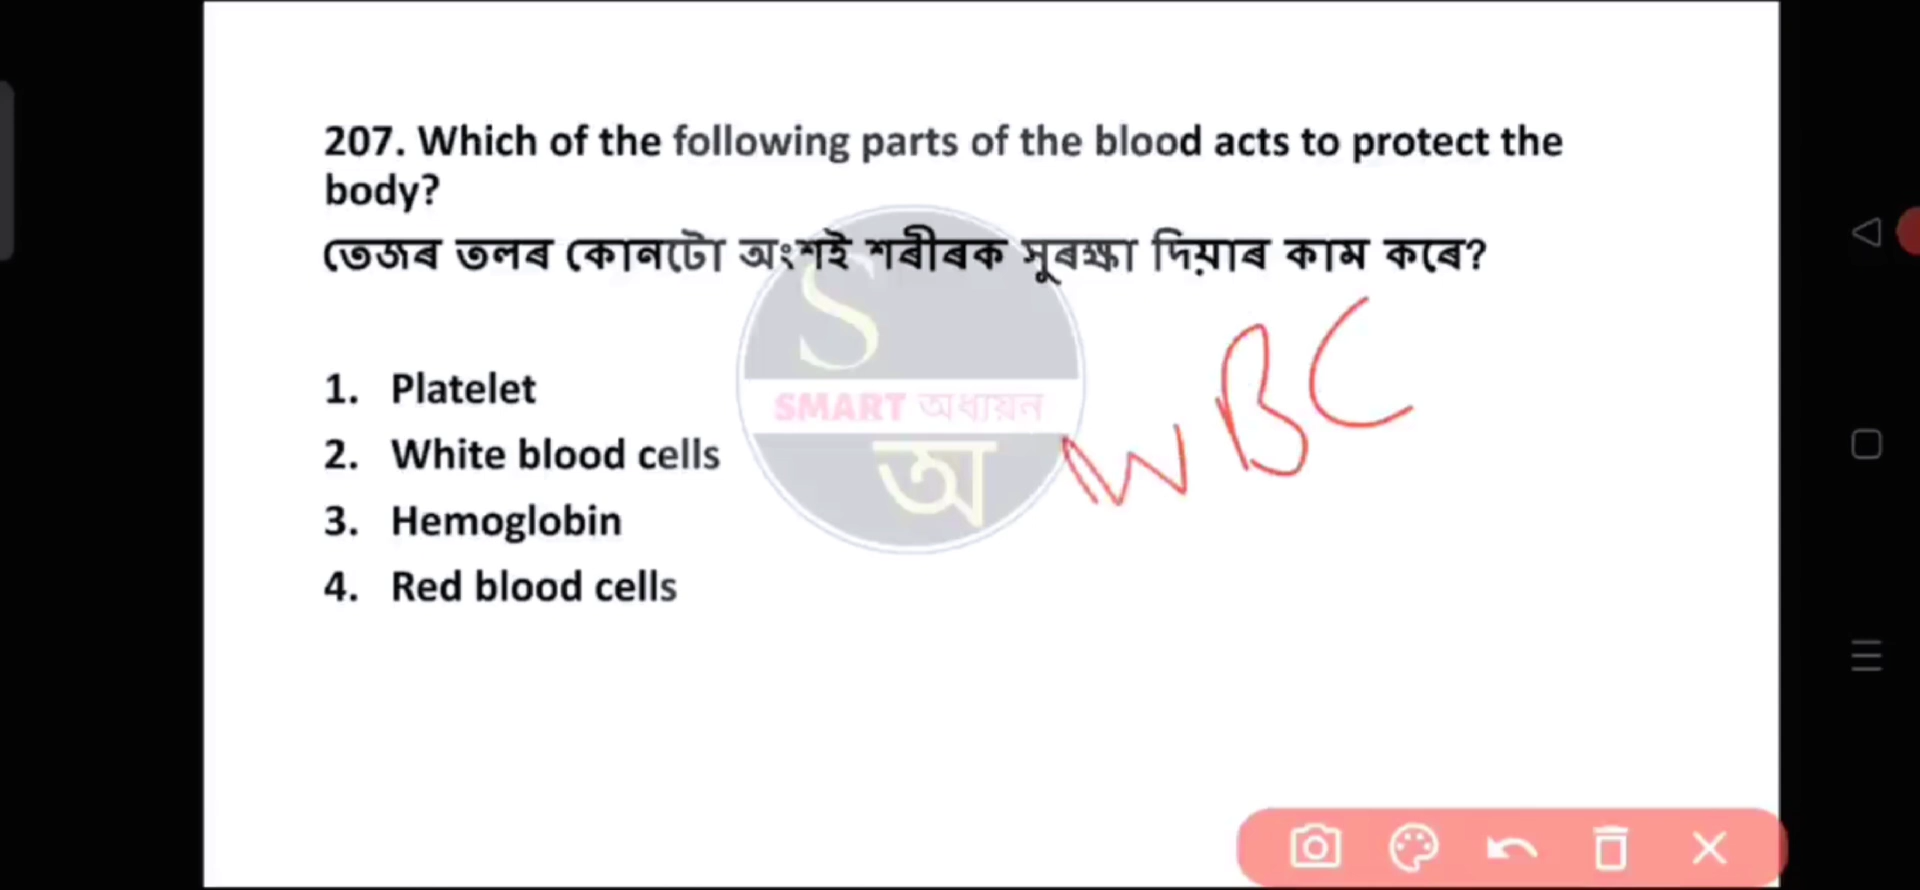 207. Which of the following parts of the blood acts to protect the
body?
তেজৰ তলৰ কোনটো অংশই শৰীৰক সুৰক্ষা দিয়াৰ কাম কৰে?
S
SMART অধ্যয়ন
অ
WBC
1. Platelet
2. White blood cells
3. Hemoglobin
4. Red blood cells